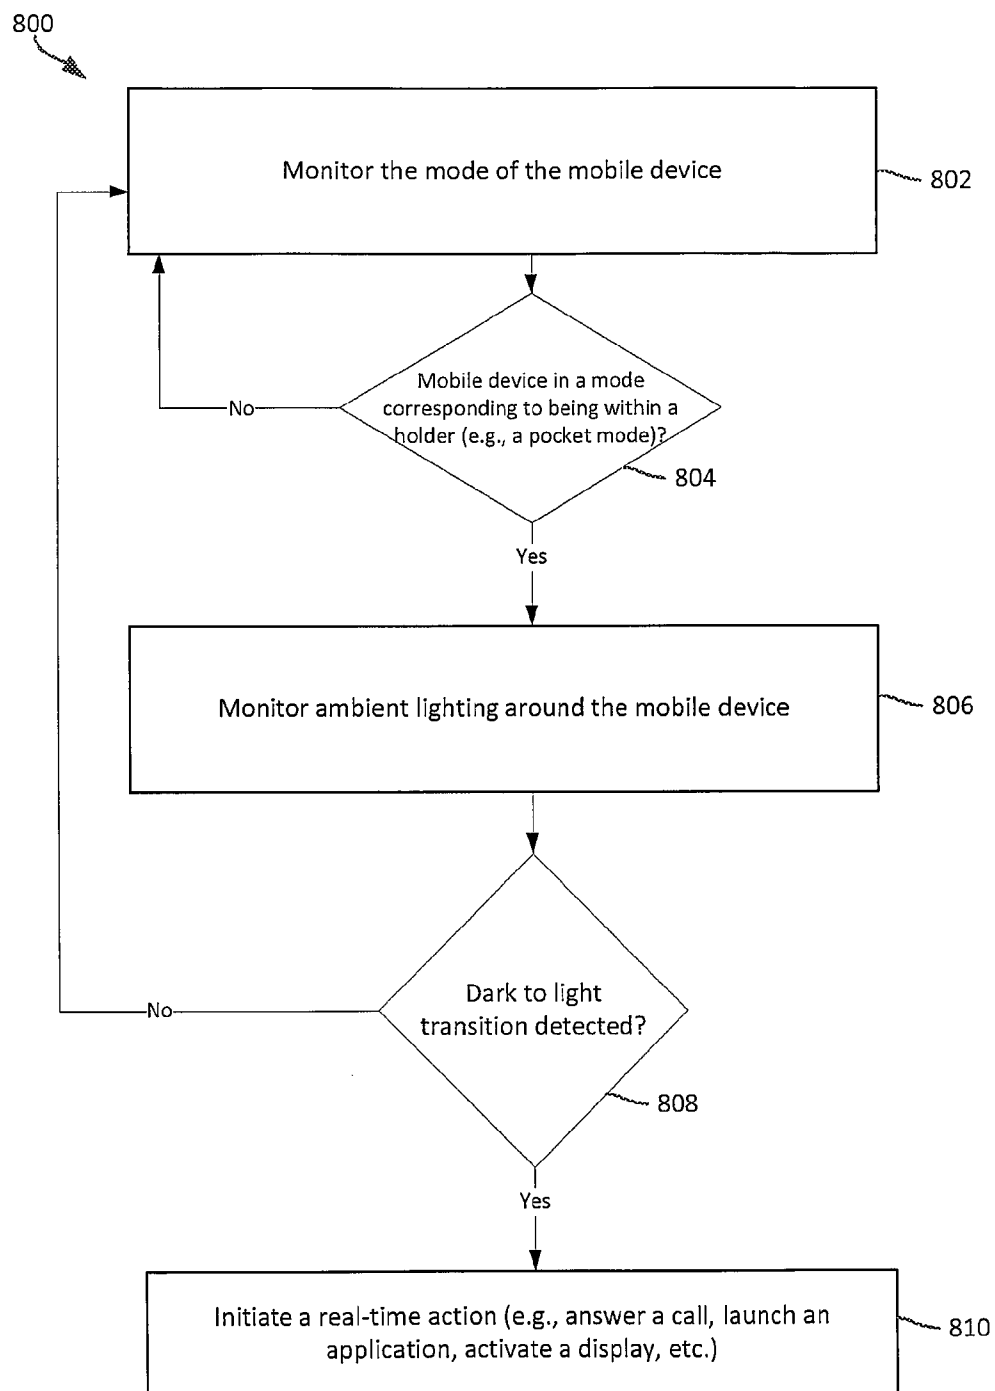 800
Monitor the mode of the mobile device
802
Mobile device in a mode
corresponding to being within a
holder (e.g., a pocket mode)?
No
804
Yes
Monitor ambient lighting around the mobile device
806
Dark to light
transition detected?
No
808
Yes
Initiate a real-time action (e.g., answer a call, launch an
application, activate a display, etc.)
810